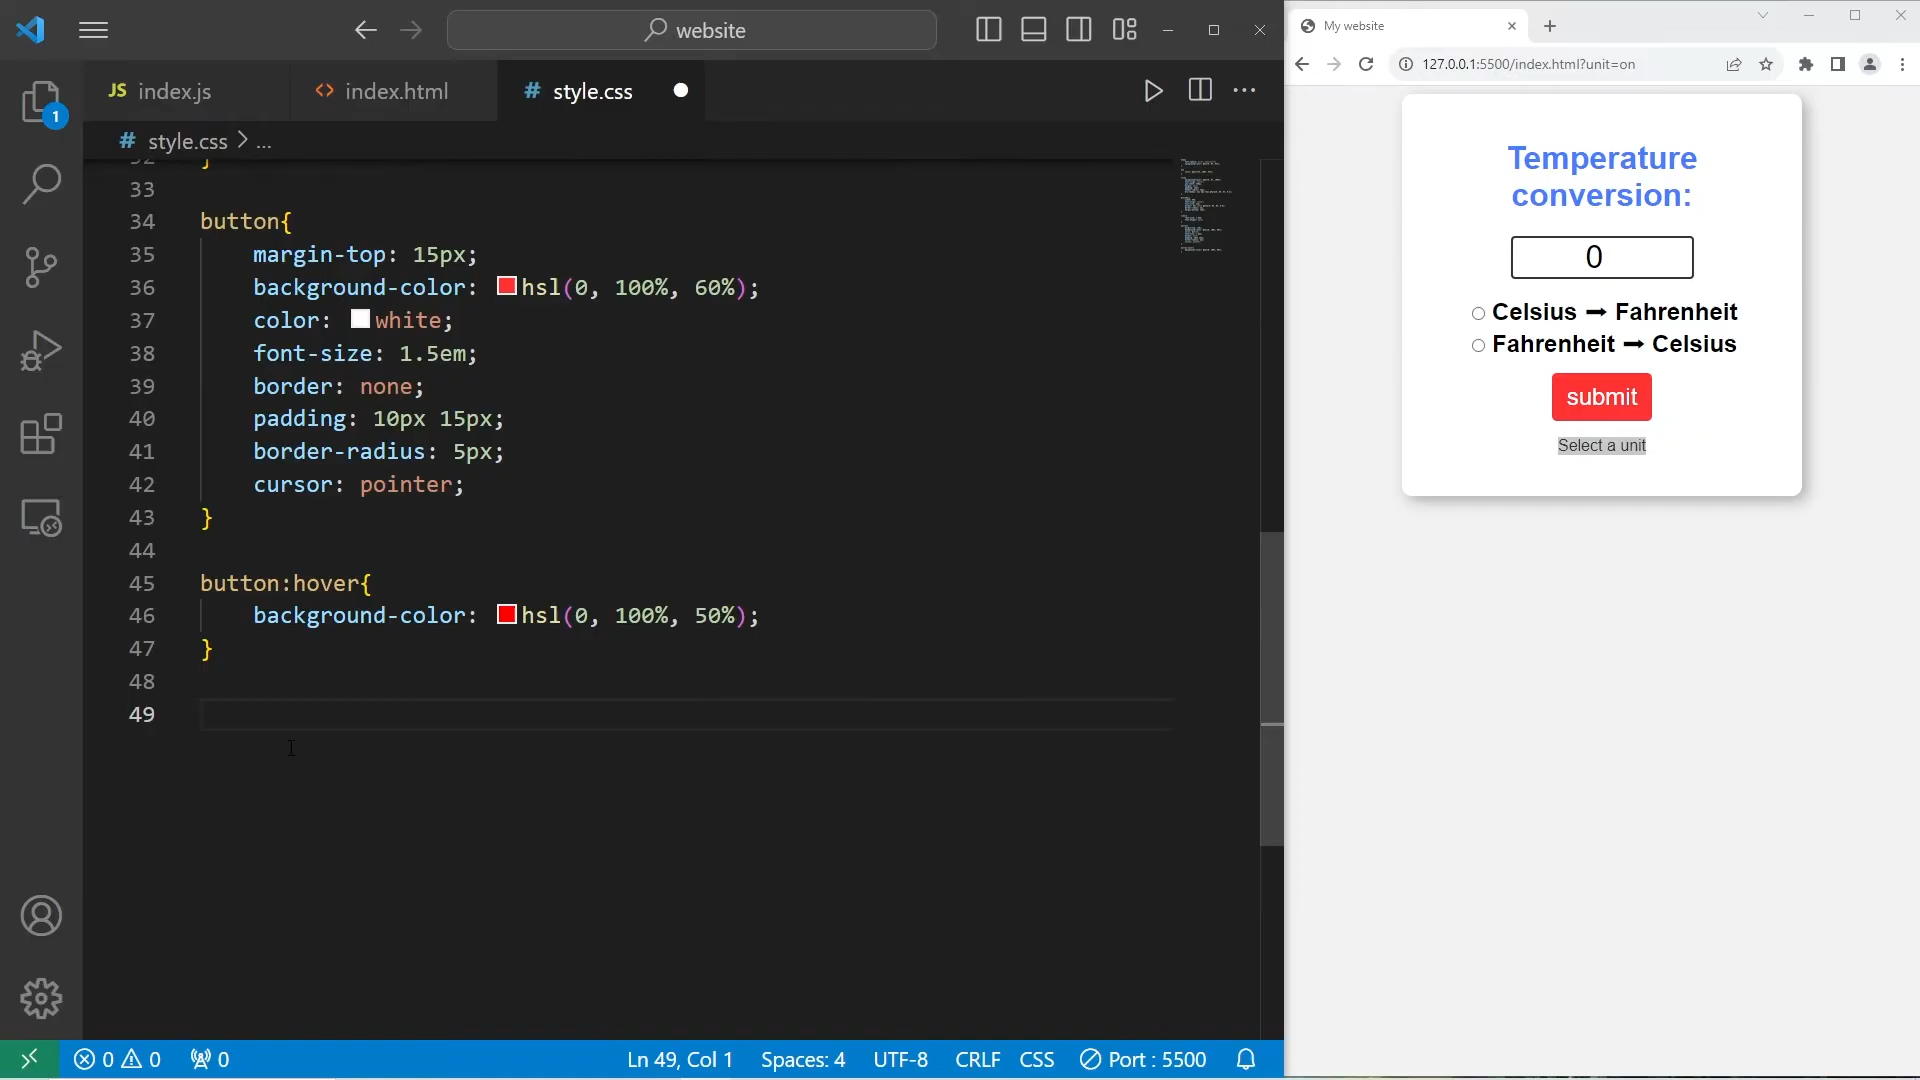 website
JS index.js
<> index.html
# style.css
# style.css > ...
32 }
33
34 button{
35 margin-top: 15px;
36 background-color: hsl(0, 100%, 60%);
37 color: white;
38 font-size: 1.5em;
39 border: none;
40 padding: 10px 15px;
41 border-radius: 5px;
42 cursor: pointer;
43 }
44
45 button:hover{
46 background-color: hsl(0, 100%, 50%);
47 }
48
49
1
0 0 0
Ln 49, Col 1 Spaces: 4 UTF-8 CRLF CSS Port : 5500
My website
127.0.0.1:5500/index.html?unit=on
Temperature
conversion:
0
Celsius ➡ Fahrenheit
Fahrenheit ➡ Celsius
submit
Select a unit